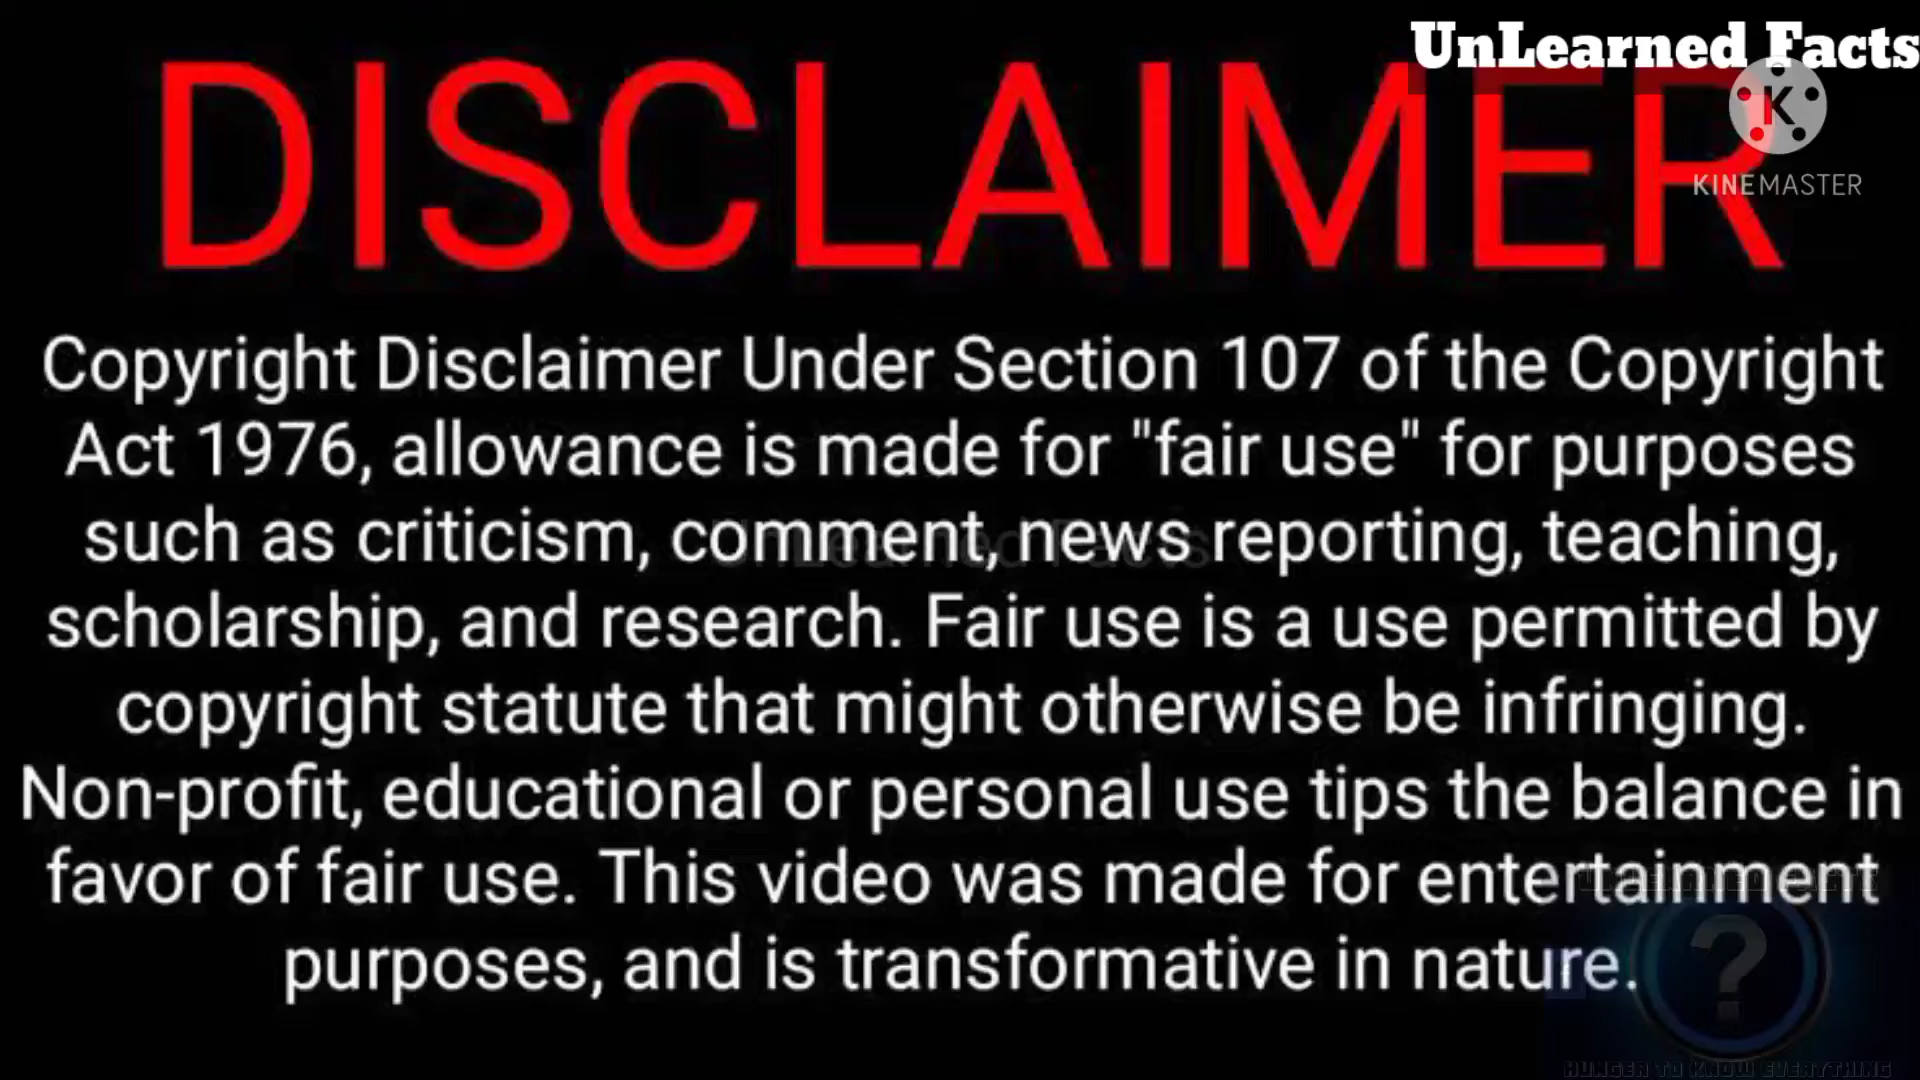 UnLearned Facts
DISCLAIMER
K
KINEMASTER
Copyright Disclaimer Under Section 107 of the Copyright
Act 1976, allowance is made for "fair use" for purposes
such as criticism, comment, news reporting, teaching,
scholarship, and research. Fair use is a use permitted by
copyright statute that might otherwise be infringing.
Non-profit, educational or personal use tips the balance in
favor of fair use. This video was made for entertainment
purposes, and is transformative in nature.
UnLearned Facts
?
HUNGER TO KNOW EVERYTHING